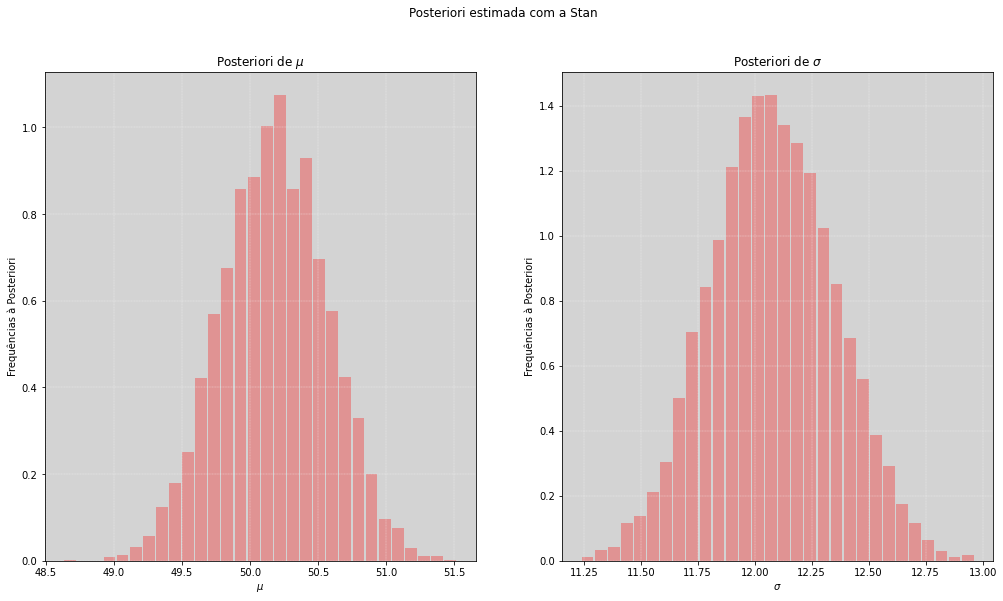 Posteriori estimada com a Stan
Posteriori de μ
Frequências à Posteriori
1.0
0.8
0.6
0.4
0.2
0.0
48.5 49.0 49.5 50.0 50.5 51.0 51.5
μ
Posteriori de σ
Frequências à Posteriori
1.4
1.2
1.0
0.8
0.6
0.4
0.2
0.0
11.25 11.50 11.75 12.00 12.25 12.50 12.75 13.00
σ